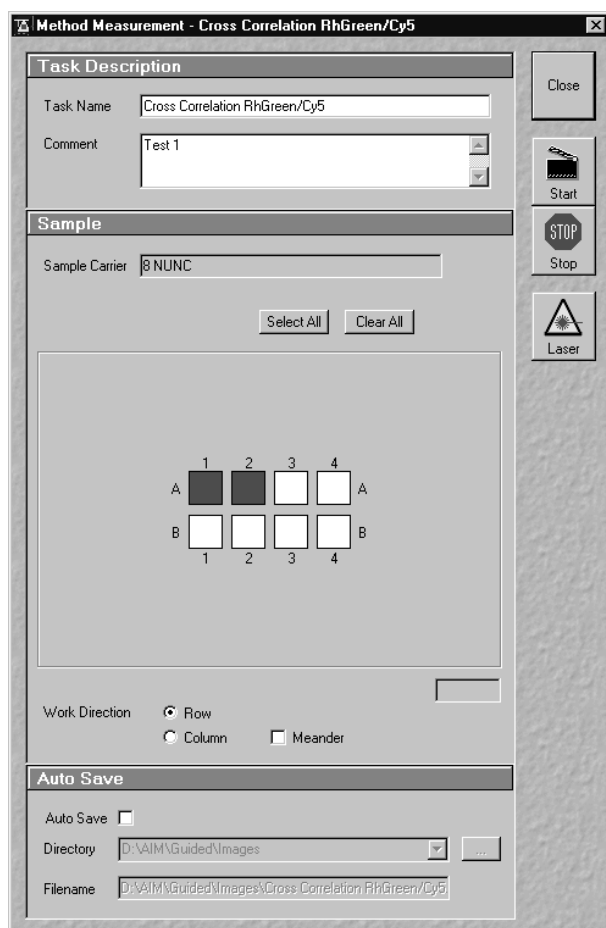 Method Measurement - Cross Correlation RhGreen/Cy5
Task Description
Task Name Cross Correlation RhGreen/Cy5
Comment Test 1
Close
Start
STOP
Stop
Laser
Sample
Sample Carrier 8 NUNC
Select All Clear All
1 2 3 4
A A
B B
1 2 3 4
Work Direction Row
Column Meander
Auto Save
Auto Save
Directory D:\AIM\Guided\Images ...
Filename D:\AIM\Guided\Images\Cross Correlation RhGreen/Cy5